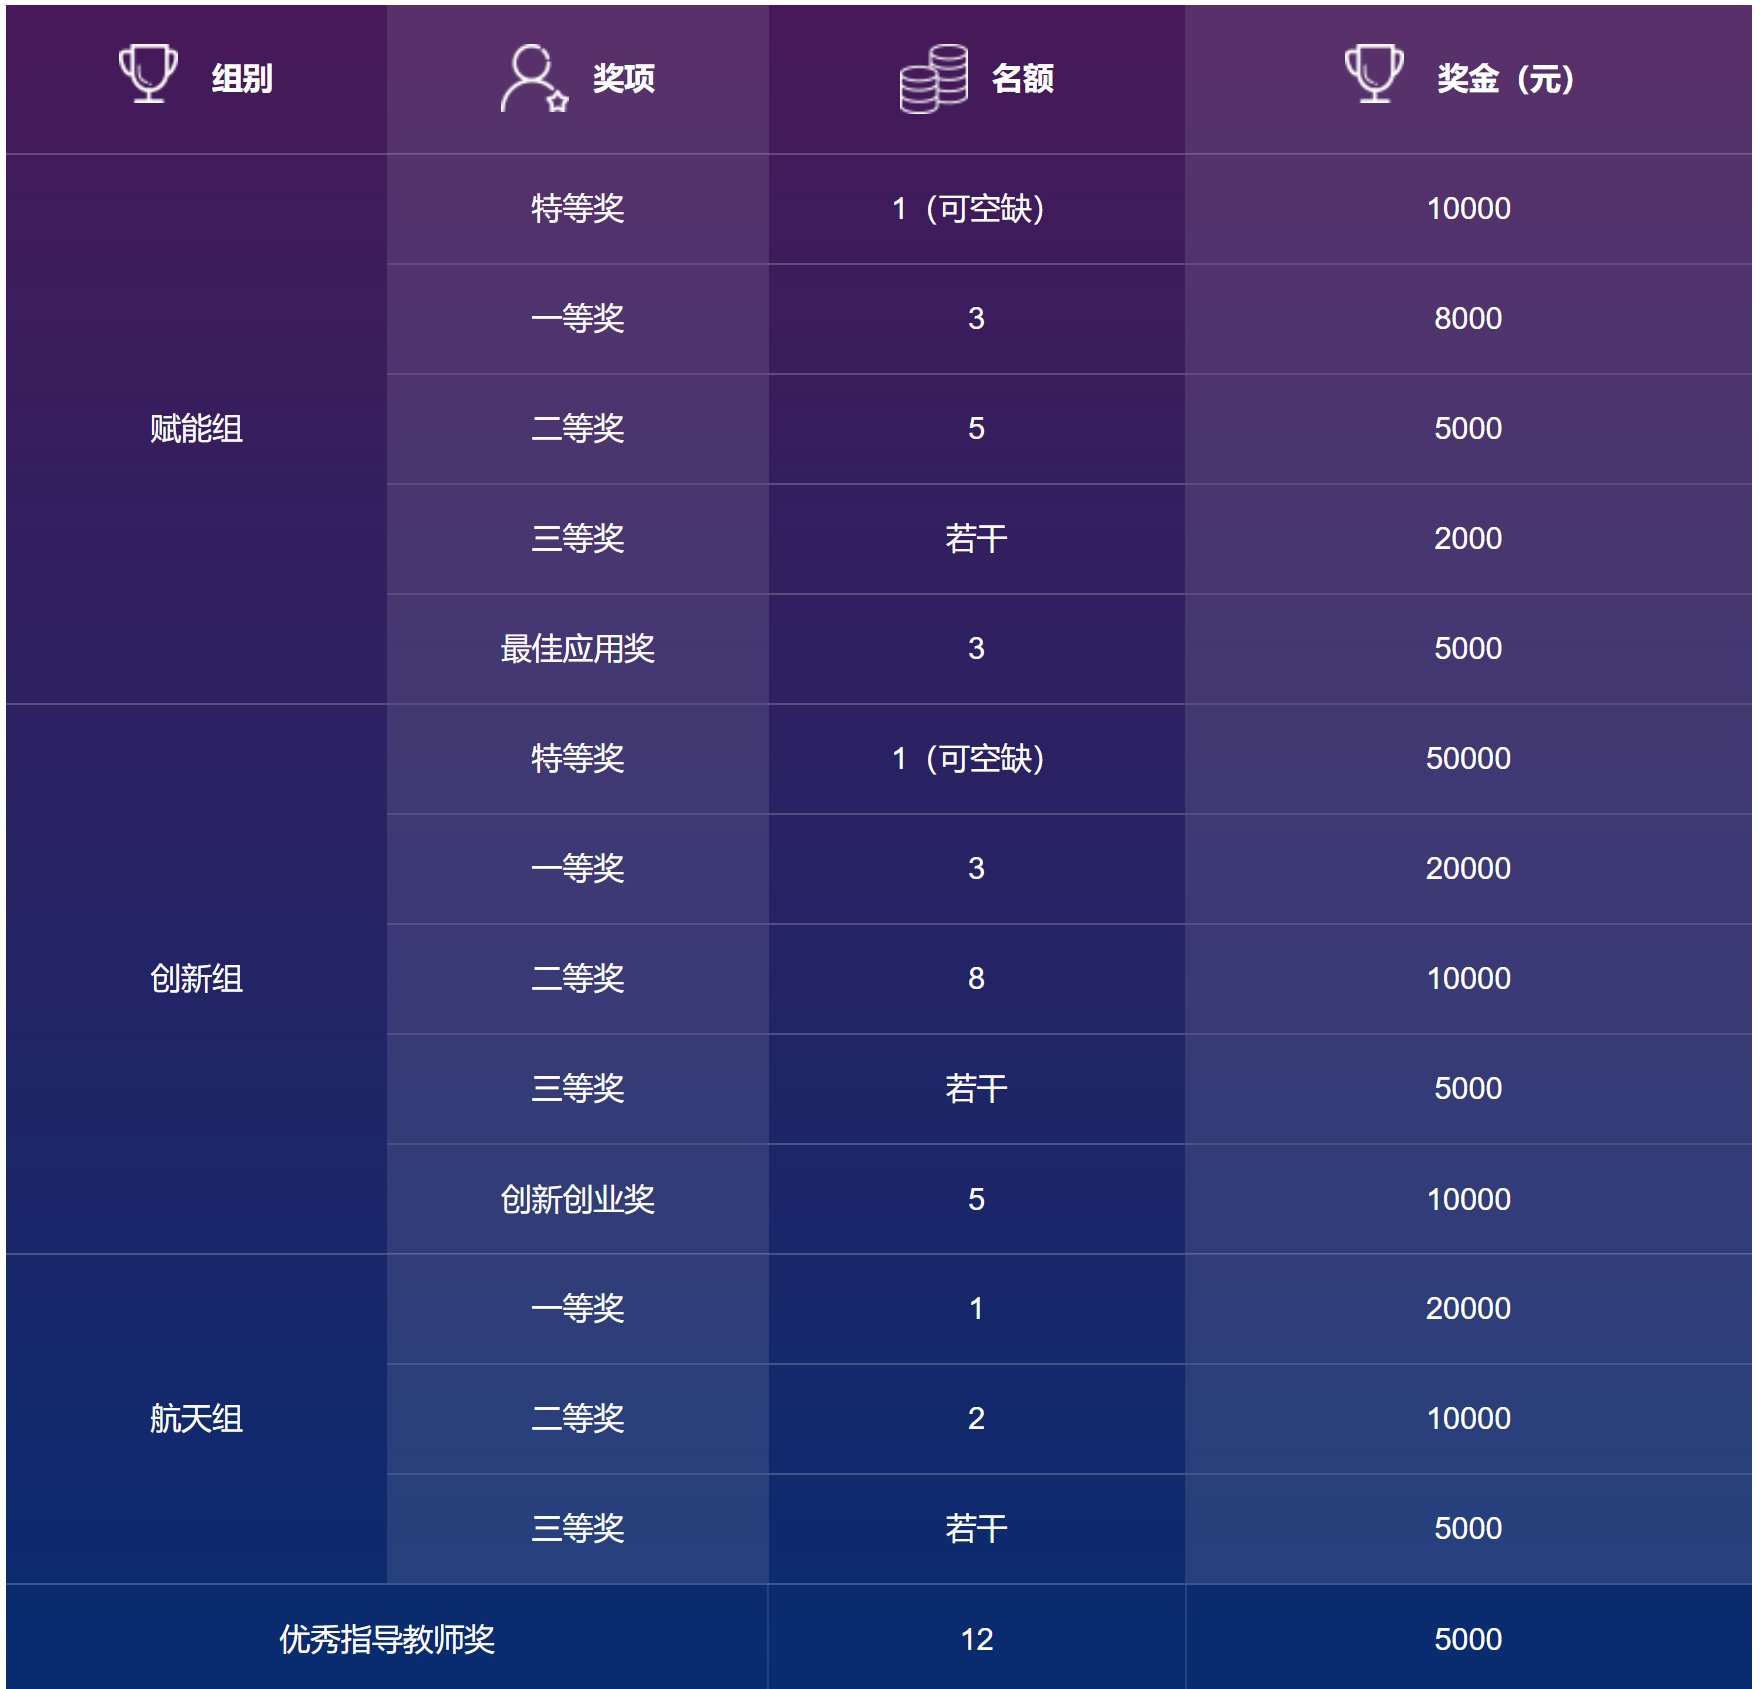 组别 奖项 名额 奖金（元）
赋能组
特等奖 1（可空缺） 10000
一等奖 3 8000
二等奖 5 5000
三等奖 若干 2000
最佳应用奖 3 5000
创新组
特等奖 1（可空缺） 50000
一等奖 3 20000
二等奖 8 10000
三等奖 若干 5000
创新创业奖 5 10000
航天组
一等奖 1 20000
二等奖 2 10000
三等奖 若干 5000
优秀指导教师奖 12 5000